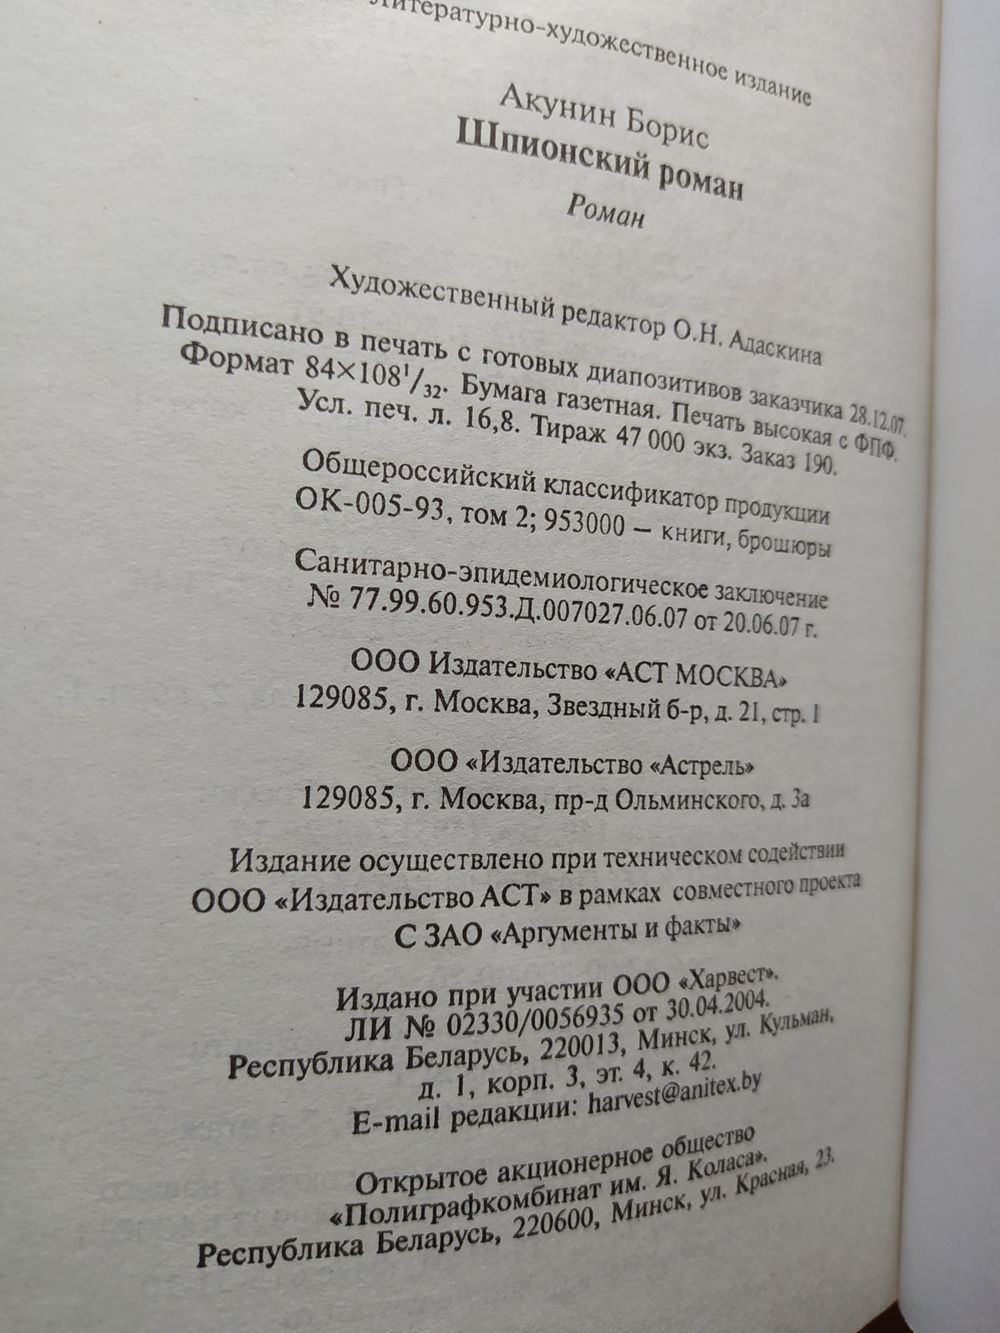 Литературно-художественное издание
Акунин Борис
Шпионский роман
Роман
Художественный редактор О.Н. Адаскина
Подписано в печать с готовых диапозитивов заказчика 28.12.07.
Формат 84×108¹/₃₂. Бумага газетная. Печать высокая с ФПФ.
Усл. печ. л. 16,8. Тираж 47 000 экз. Заказ 190.
Общероссийский классификатор продукции
ОК-005-93, том 2; 953000 – книги, брошюры
Санитарно-эпидемиологическое заключение
№ 77.99.60.953.Д.007027.06.07 от 20.06.07 г.
ООО Издательство «АСТ МОСКВА»
129085, г. Москва, Звездный б-р, д. 21, стр. 1
ООО «Издательство «Астрель»
129085, г. Москва, пр-д Ольминского, д. 3а
Издание осуществлено при техническом содействии
ООО «Издательство АСТ» в рамках совместного проекта
С ЗАО «Аргументы и факты»
Издано при участии ООО «Харвест».
ЛИ № 02330/0056935 от 30.04.2004.
Республика Беларусь, 220013, Минск, ул. Кульман,
д. 1, корп. 3, эт. 4, к. 42.
E-mail редакции: harvest@anitex.by
Открытое акционерное общество
«Полиграфкомбинат им. Я. Коласа».
Республика Беларусь, 220600, Минск, ул. Красная, 23.